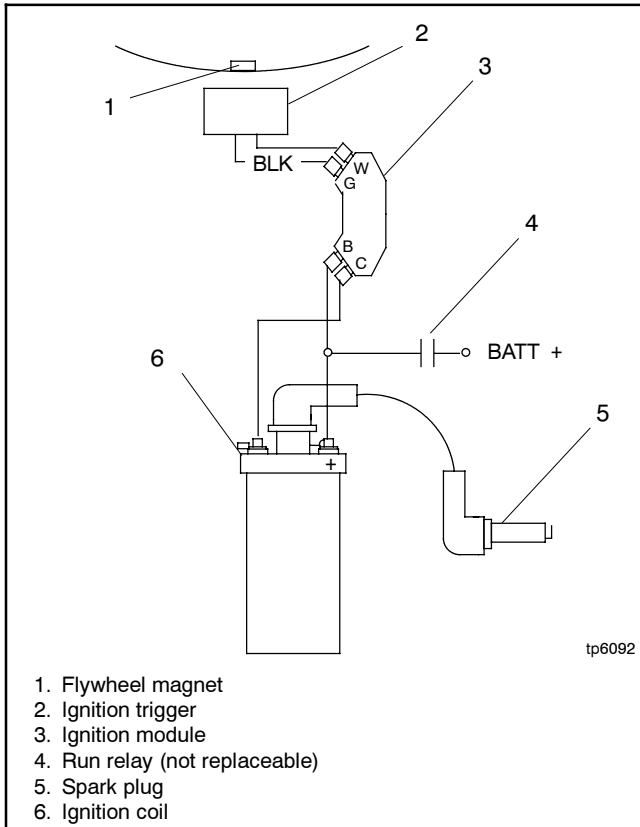 2
1
3
BLK
W
G
B
C
4
BATT +
6
5
+
tp6092
1. Flywheel magnet
2. Ignition trigger
3. Ignition module
4. Run relay (not replaceable)
5. Spark plug
6. Ignition coil